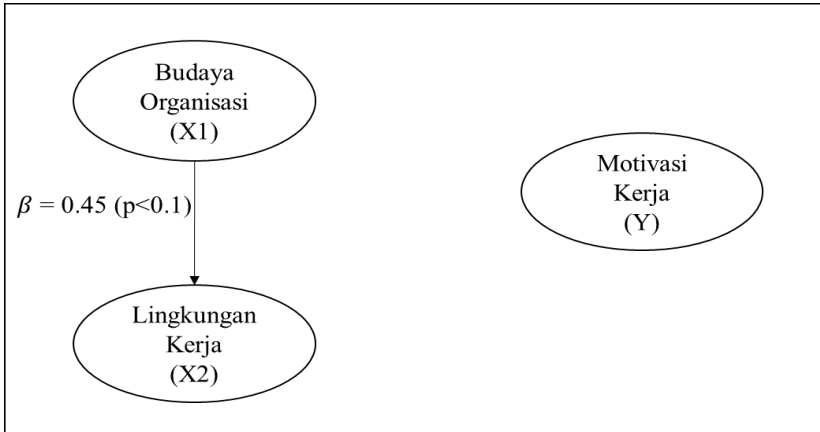 Budaya
Organisasi
(X1)
β = 0.45 (p<0.1)
Lingkungan
Kerja
(X2)
Motivasi
Kerja
(Y)